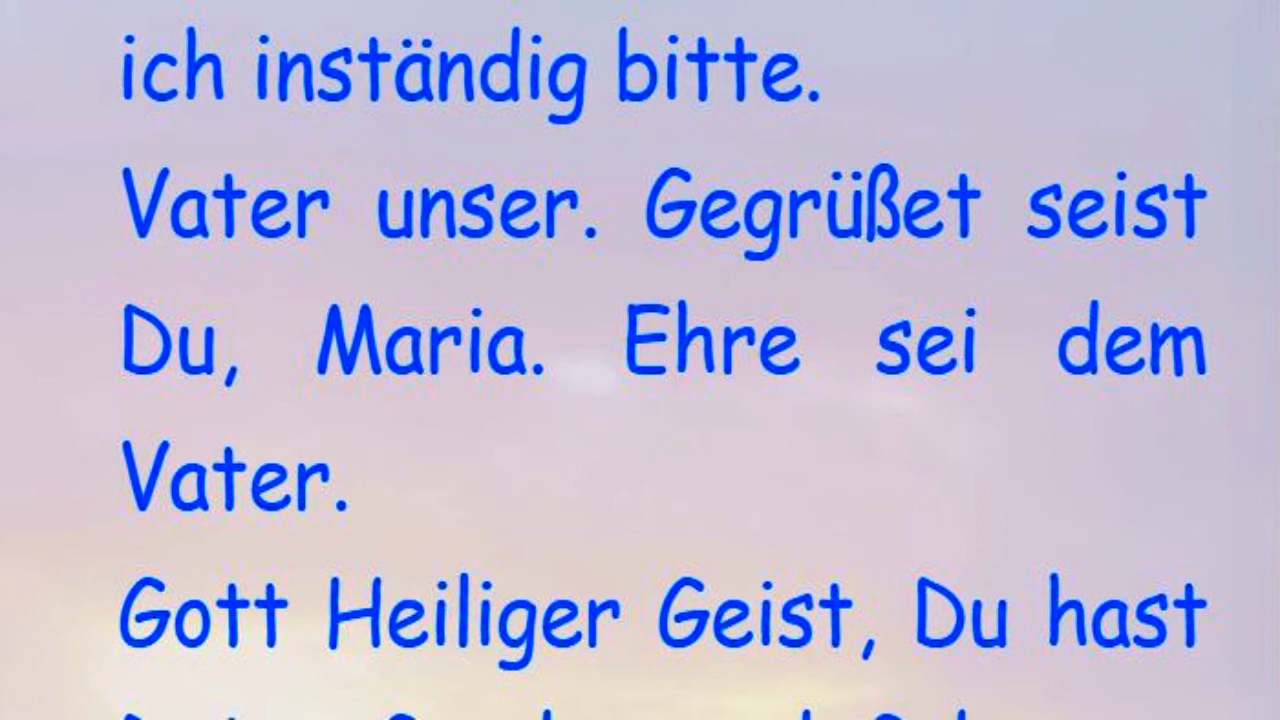 ich inständig bitte.
Vater unser. Gegrüßet seist
Du, Maria. Ehre sei dem
Vater.
Gott Heiliger Geist, Du hast